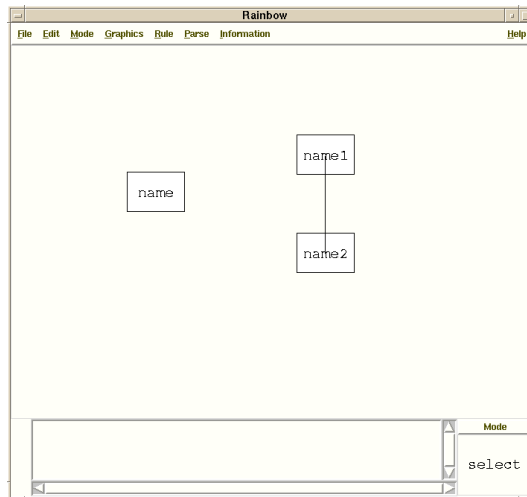 Rainbow
File Edit Mode Graphics Rule Parse Information Help
name1
name
name2
Mode
select